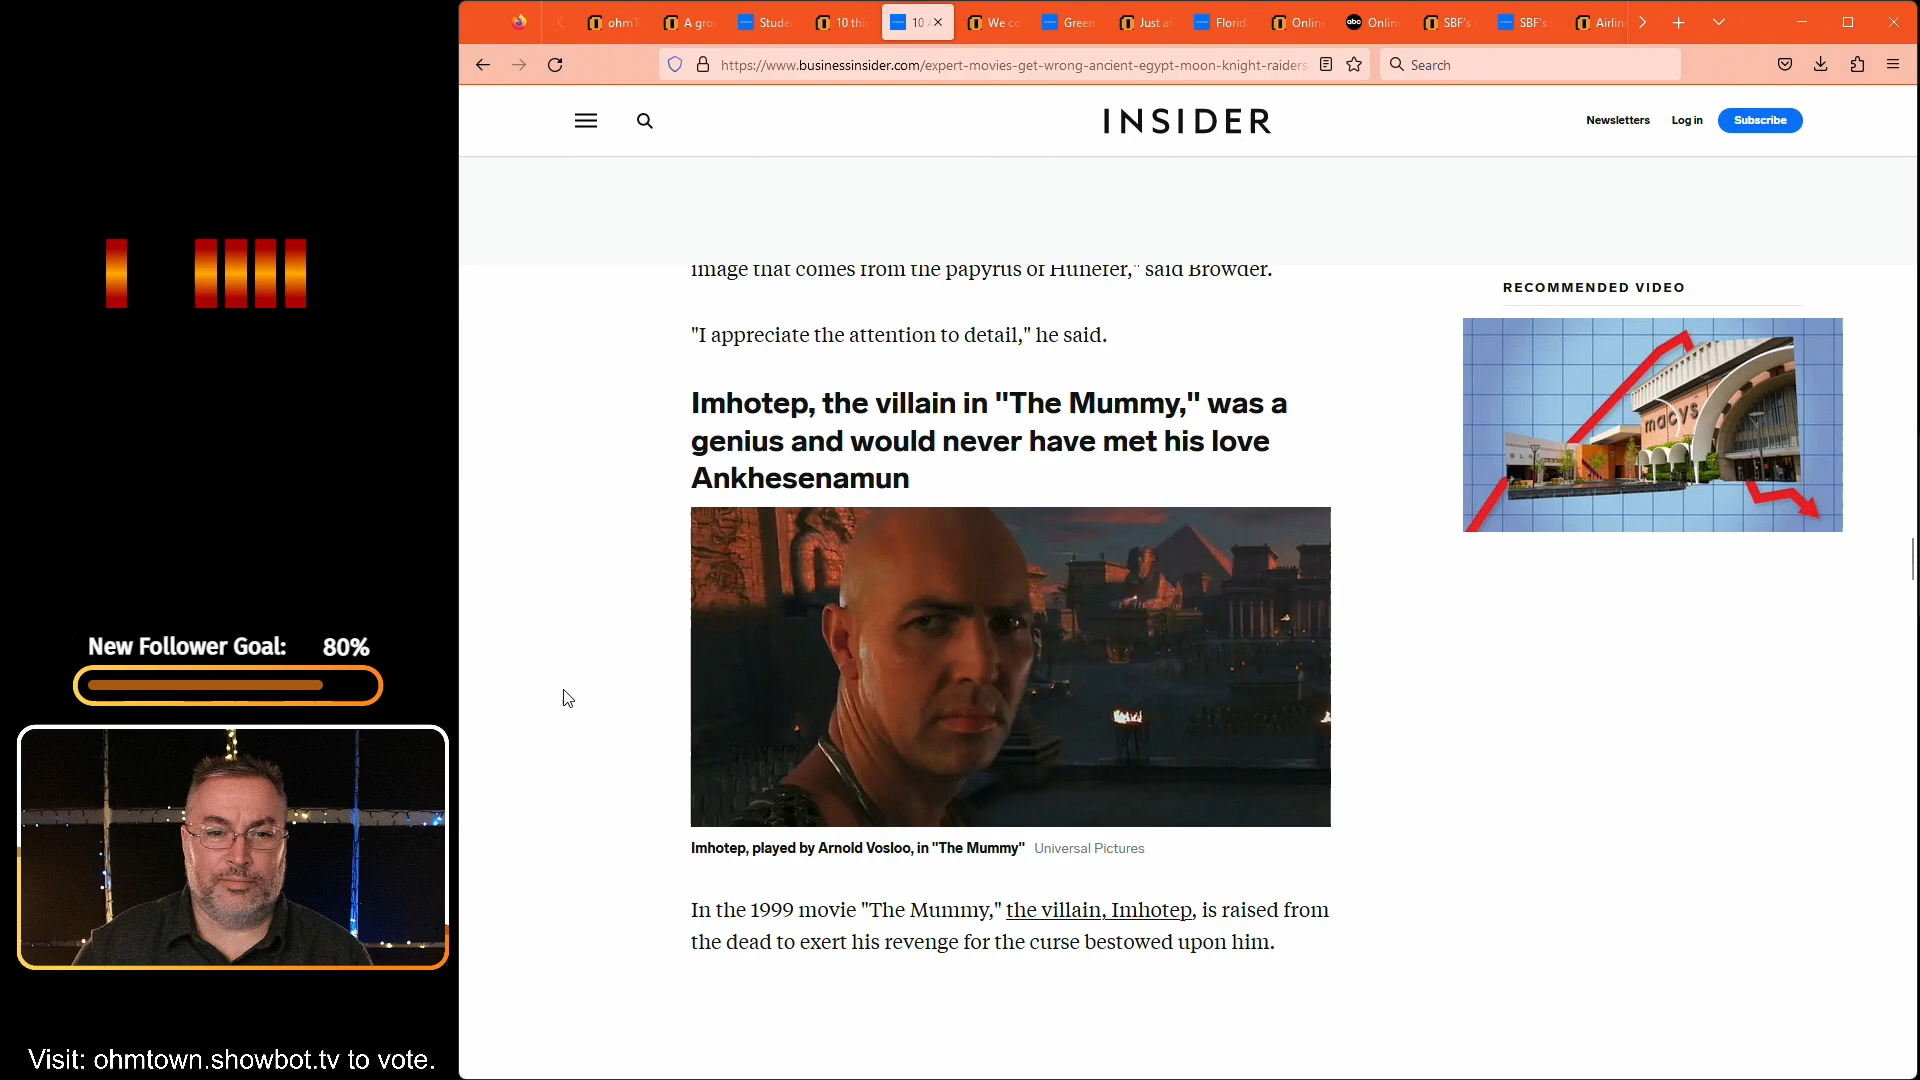 ohmT
A gro
Stude
10 thi
10
We co
Green
Just a
Florid
Onlin
abc
Onlin
SBF's
SBF's
Airlin
https://www.businessinsider.com/expert-movies-get-wrong-ancient-egypt-moon-knight-raiders
Search
INSIDER
Newsletters
Log in
Subscribe
image that comes from the papyrus of Hunefer," said Browder.
RECOMMENDED VIDEO
"I appreciate the attention to detail," he said.
Imhotep, the villain in "The Mummy," was a
genius and would never have met his love
Ankhesenamun
macys
Imhotep, played by Arnold Vosloo, in "The Mummy" Universal Pictures
In the 1999 movie "The Mummy," the villain, Imhotep, is raised from
the dead to exert his revenge for the curse bestowed upon him.
New Follower Goal: 80%
Visit: ohmtown.showbot.tv to vote.